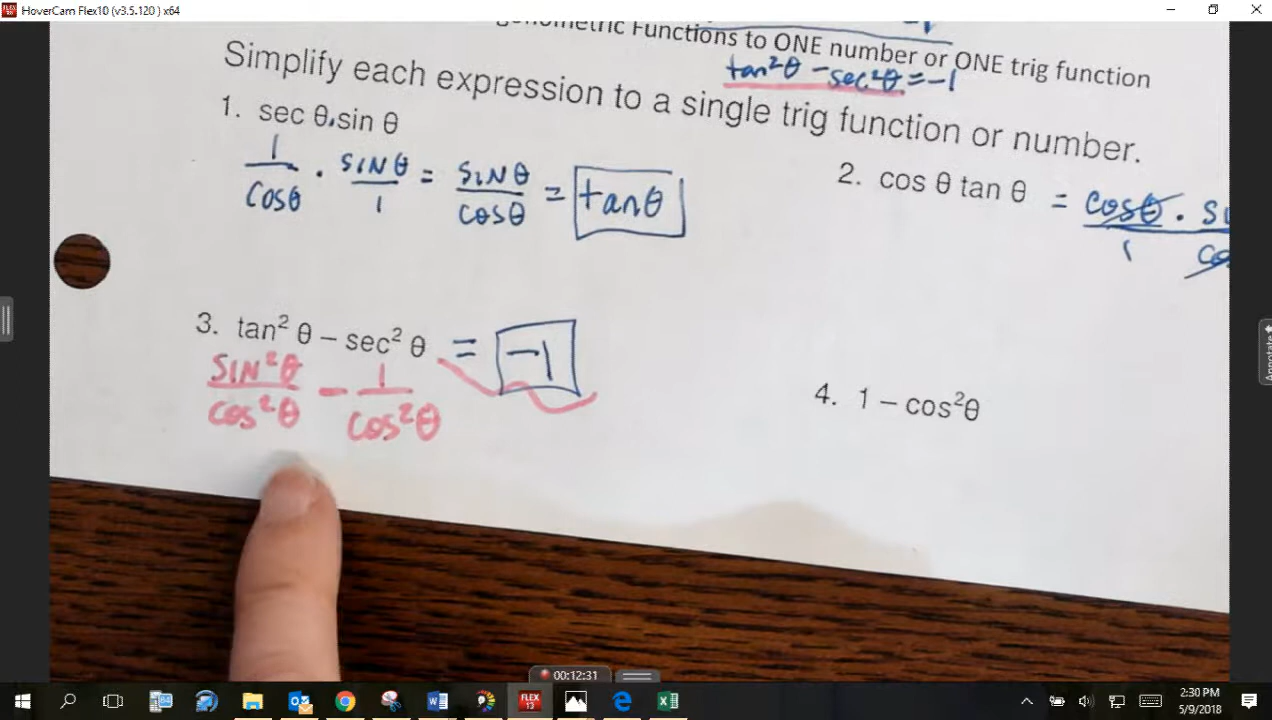 HoverCam Flex10 (v3.5.120 ) x64
Functions to ONE number or ONE trig function
tan²θ - sec²θ = -1
Simplify each expression to a single trig function or number.
1. sec θ.sin θ
1/cosθ · sinθ/1 = sinθ/cosθ = tanθ
2. cos θ tan θ = cosθ/1 ·
3. tan² θ – sec² θ = -1
sin²θ/cos²θ - 1/cos²θ
4. 1 – cos²θ
Annotate
00:12:31
FLEX
13
2:30 PM
5/9/2018